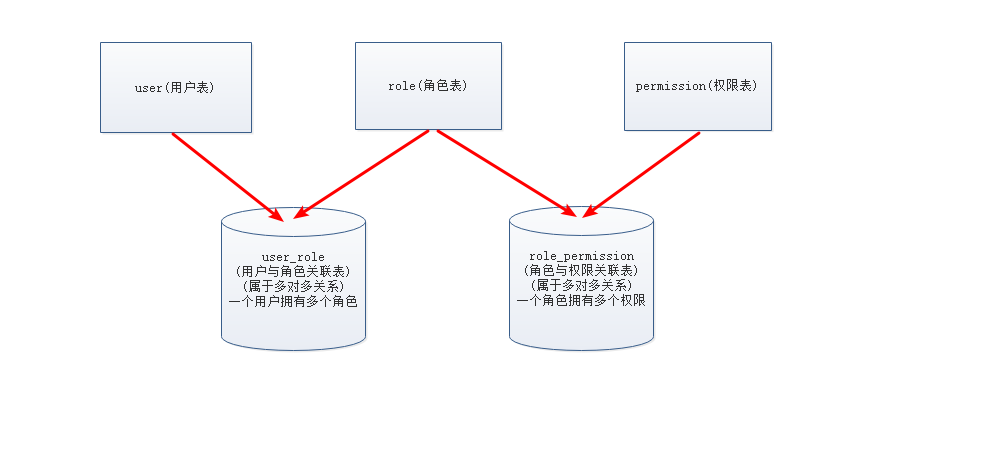 user(用户表)
role(角色表)
permission(权限表)
user_role
(用户与角色关联表)
(属于多对多关系)
一个用户拥有多个角色
role_permission
(角色与权限关联表)
(属于多对多关系)
一个角色拥有多个权限